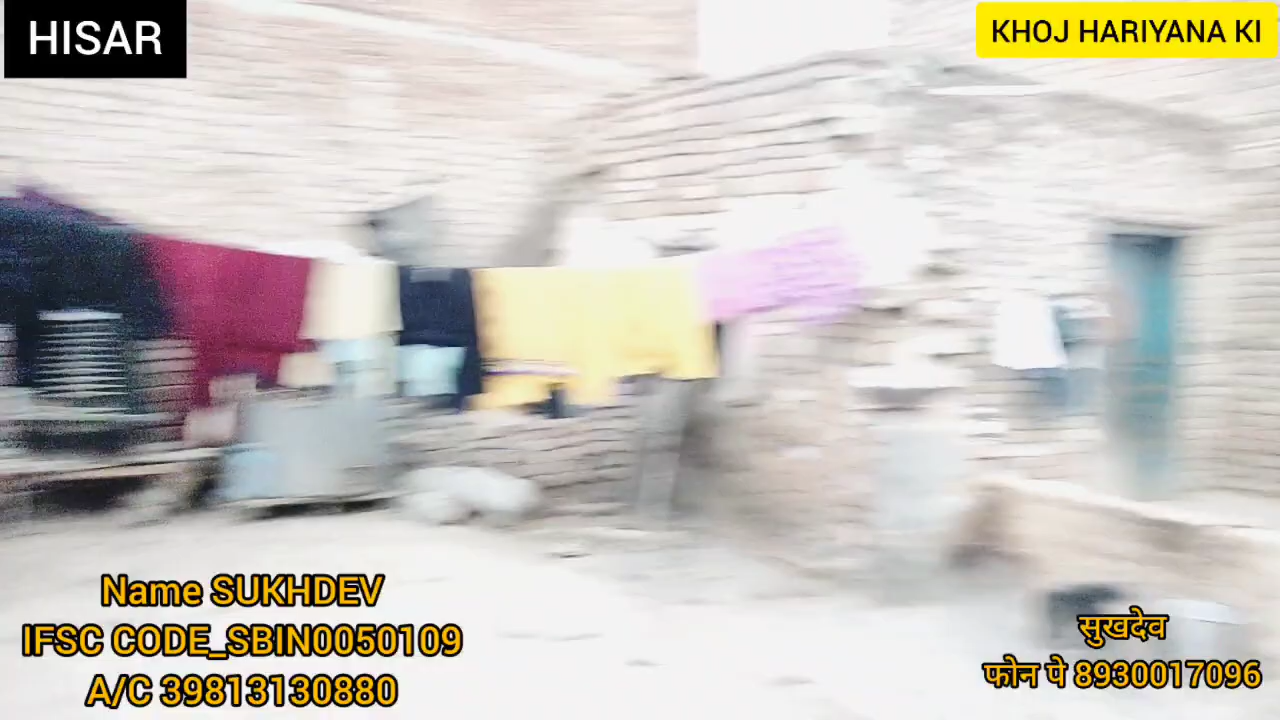 HISAR
KHOJ HARIYANA KI
Name SUKHDEV
IFSC CODE_SBIN0050109
A/C 39813130880
सुखदेव
फोन पे 8930017096